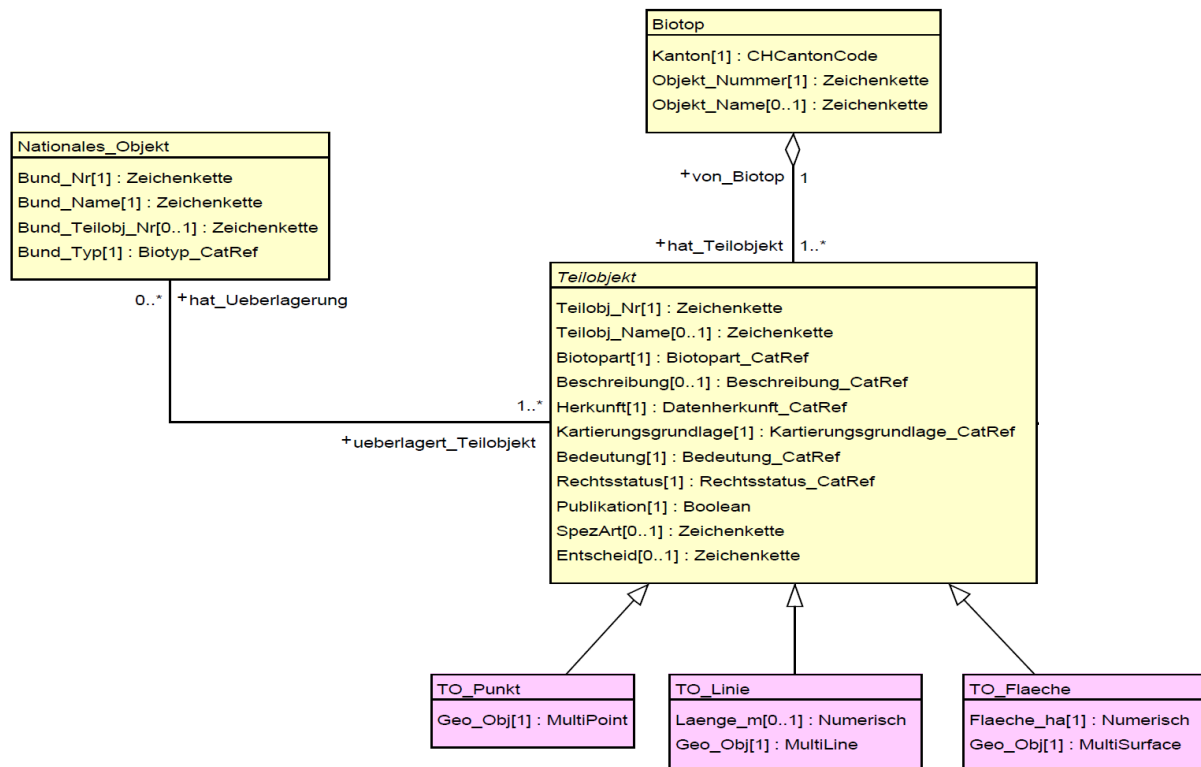 Biotop
Kanton[1] : CHCantonCode
Objekt_Nummer[1] : Zeichenkette
Objekt_Name[0..1] : Zeichenkette
Nationales_Objekt
Bund_Nr[1] : Zeichenkette
Bund_Name[1] : Zeichenkette
Bund_Teilobj_Nr[0..1] : Zeichenkette
Bund_Typ[1] : Biotyp_CatRef
+von_Biotop 1
+hat_Teilobjekt 1..*
0..* +hat_Ueberlagerung
1..*
+ueberlagert_Teilobjekt
Teilobjekt
Teilobj_Nr[1] : Zeichenkette
Teilobj_Name[0..1] : Zeichenkette
Biotopart[1] : Biotopart_CatRef
Beschreibung[0..1] : Beschreibung_CatRef
Herkunft[1] : Datenherkunft_CatRef
Kartierungsgrundlage[1] : Kartierungsgrundlage_CatRef
Bedeutung[1] : Bedeutung_CatRef
Rechtsstatus[1] : Rechtsstatus_CatRef
Publikation[1] : Boolean
SpezArt[0..1] : Zeichenkette
Entscheid[0..1] : Zeichenkette
TO_Punkt
Geo_Obj[1] : MultiPoint
TO_Linie
Laenge_m[0..1] : Numerisch
Geo_Obj[1] : MultiLine
TO_Flaeche
Flaeche_ha[1] : Numerisch
Geo_Obj[1] : MultiSurface